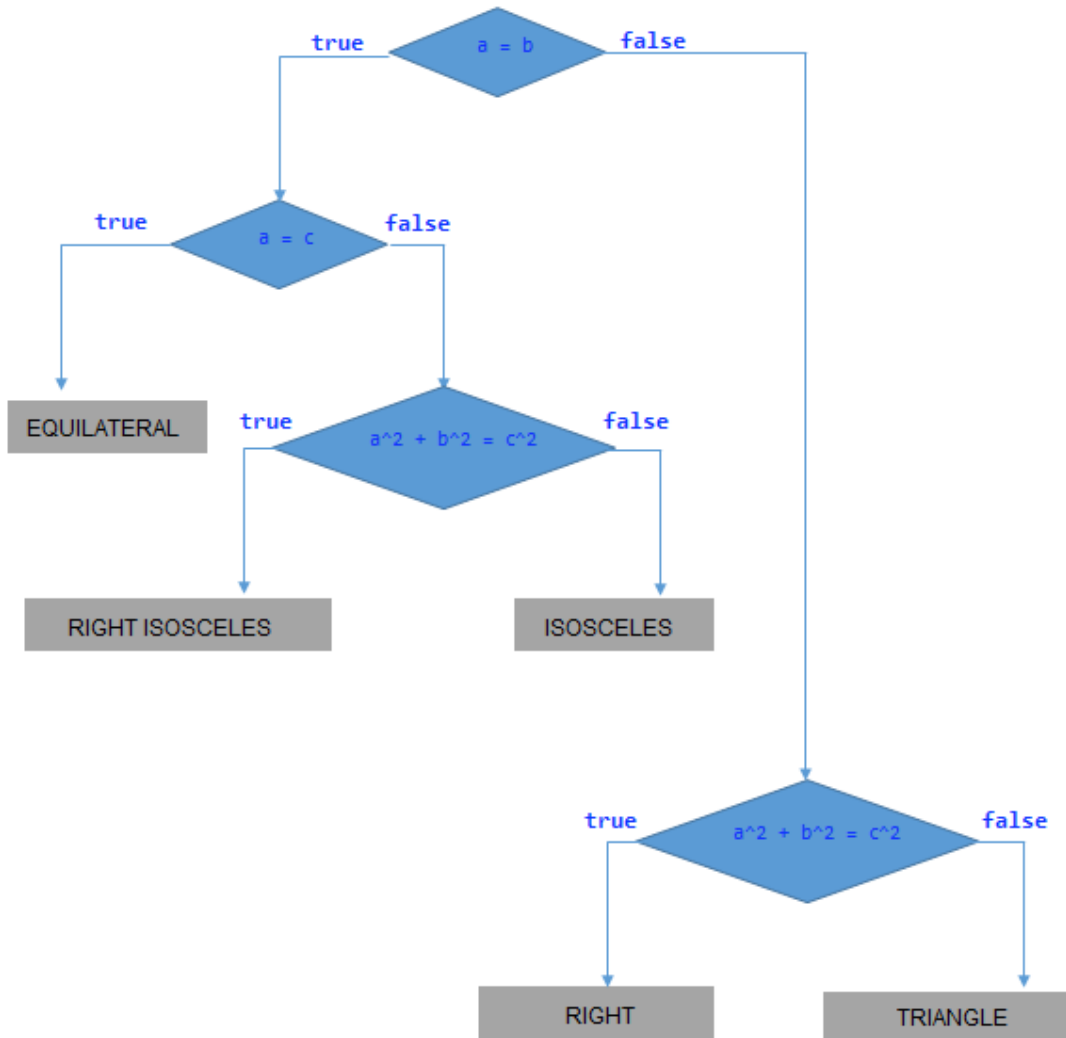 a = b
true
false
a = c
true
false
EQUILATERAL
a^2 + b^2 = c^2
true
false
RIGHT ISOSCELES
ISOSCELES
a^2 + b^2 = c^2
true
false
RIGHT
TRIANGLE